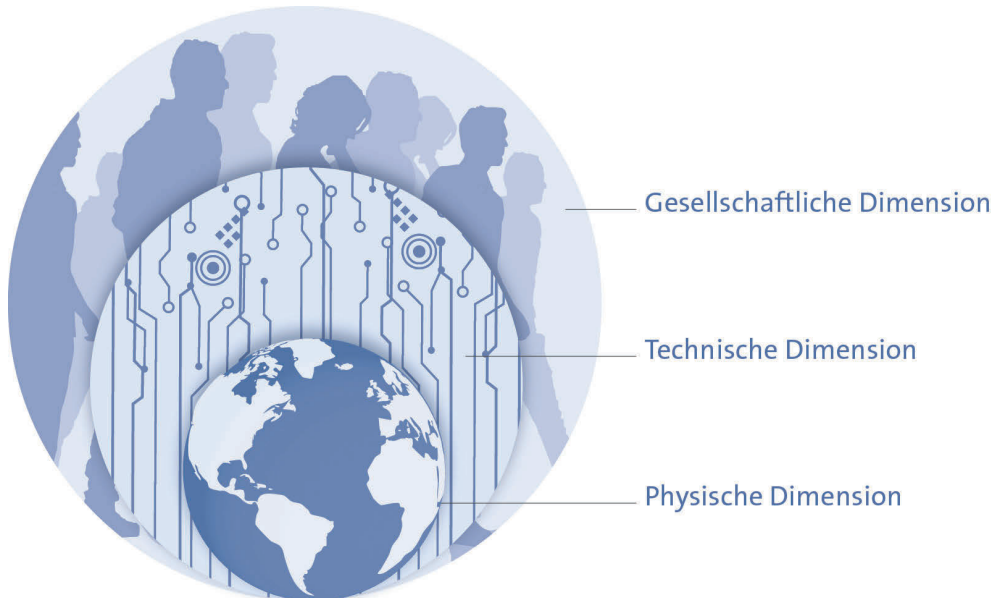 Gesellschaftliche Dimension
Technische Dimension
Physische Dimension